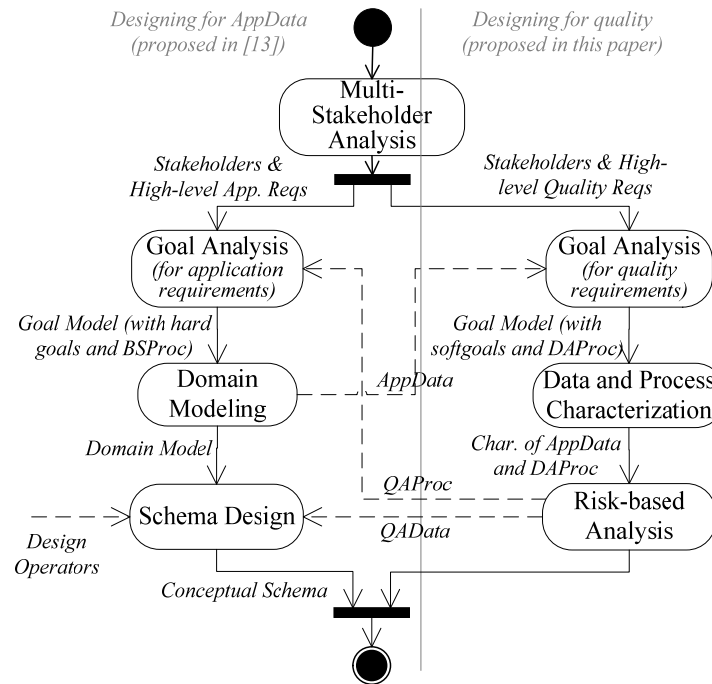 Designing for AppData
(proposed in [13])
Designing for quality
(proposed in this paper)
Multi-
Stakeholder
Analysis
Stakeholders &
High-level App. Reqs
Stakeholders & High-
level Quality Reqs
Goal Analysis
(for application
requirements)
Goal Analysis
(for quality
requirements)
Goal Model (with hard
goals and BSProc)
Goal Model (with
softgoals and DAProc)
Domain
Modeling
AppData
Data and Process
Characterization
Domain Model
Char. of AppData
and DAProc
QAProc
Schema Design
QAData
Risk-based
Analysis
Design
Operators
Conceptual Schema